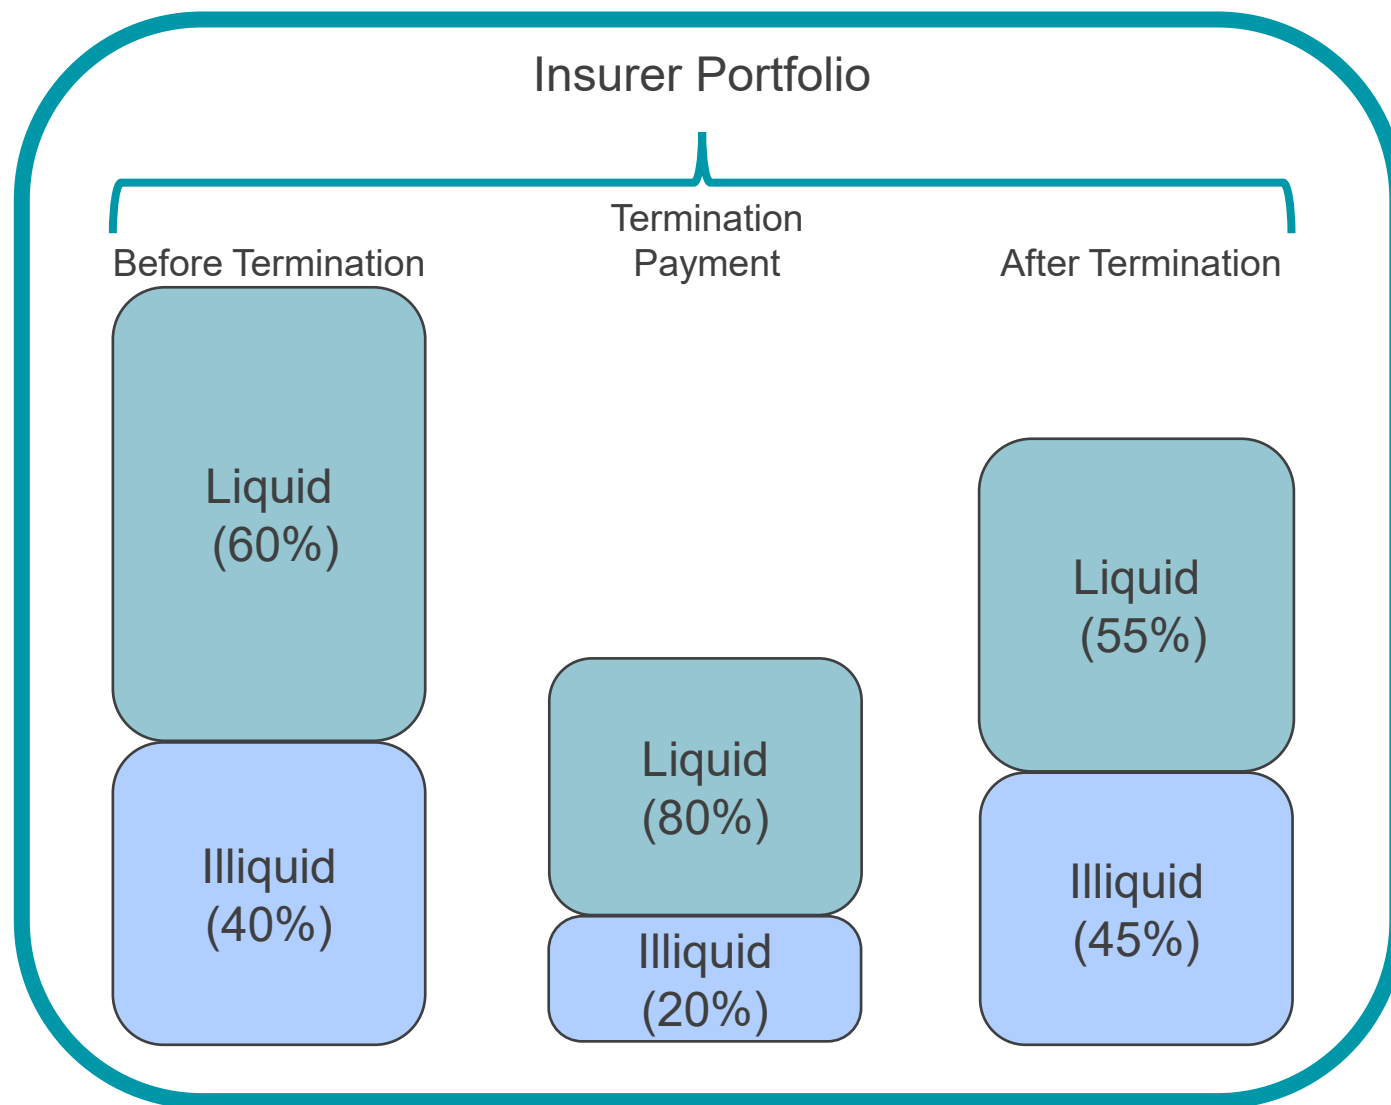 Insurer Portfolio
Before Termination
Termination
Payment
After Termination
Liquid
(60%)
Illiquid
(40%)
Liquid
(80%)
Illiquid
(20%)
Liquid
(55%)
Illiquid
(45%)